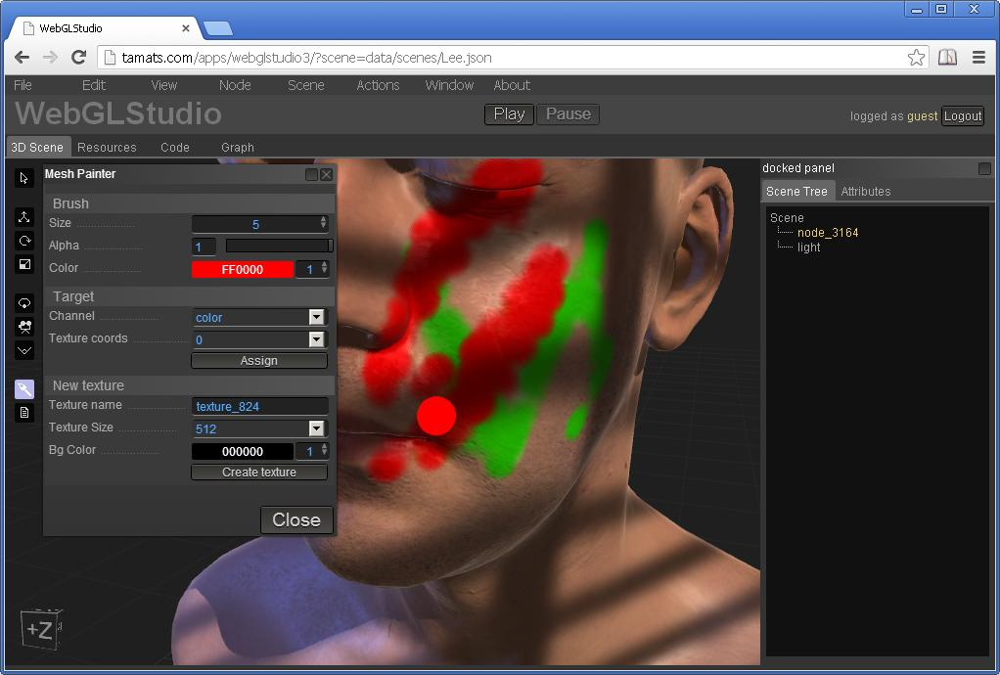 WebGLStudio
tamats.com/apps/webglstudio3/?scene=data/scenes/Lee.json
File Edit View Node Scene Actions Window About
WebGLStudio
Play Pause
logged as guest Logout
3D Scene Resources Code Graph
Mesh Painter
Brush
Size 5
Alpha 1
Color FF0000 1
Target
Channel color
Texture coords 0
Assign
New texture
Texture name texture_824
Texture Size 512
Bg Color 000000 1
Create texture
Close
docked panel
Scene Tree Attributes
Scene
node_3164
light
+Z